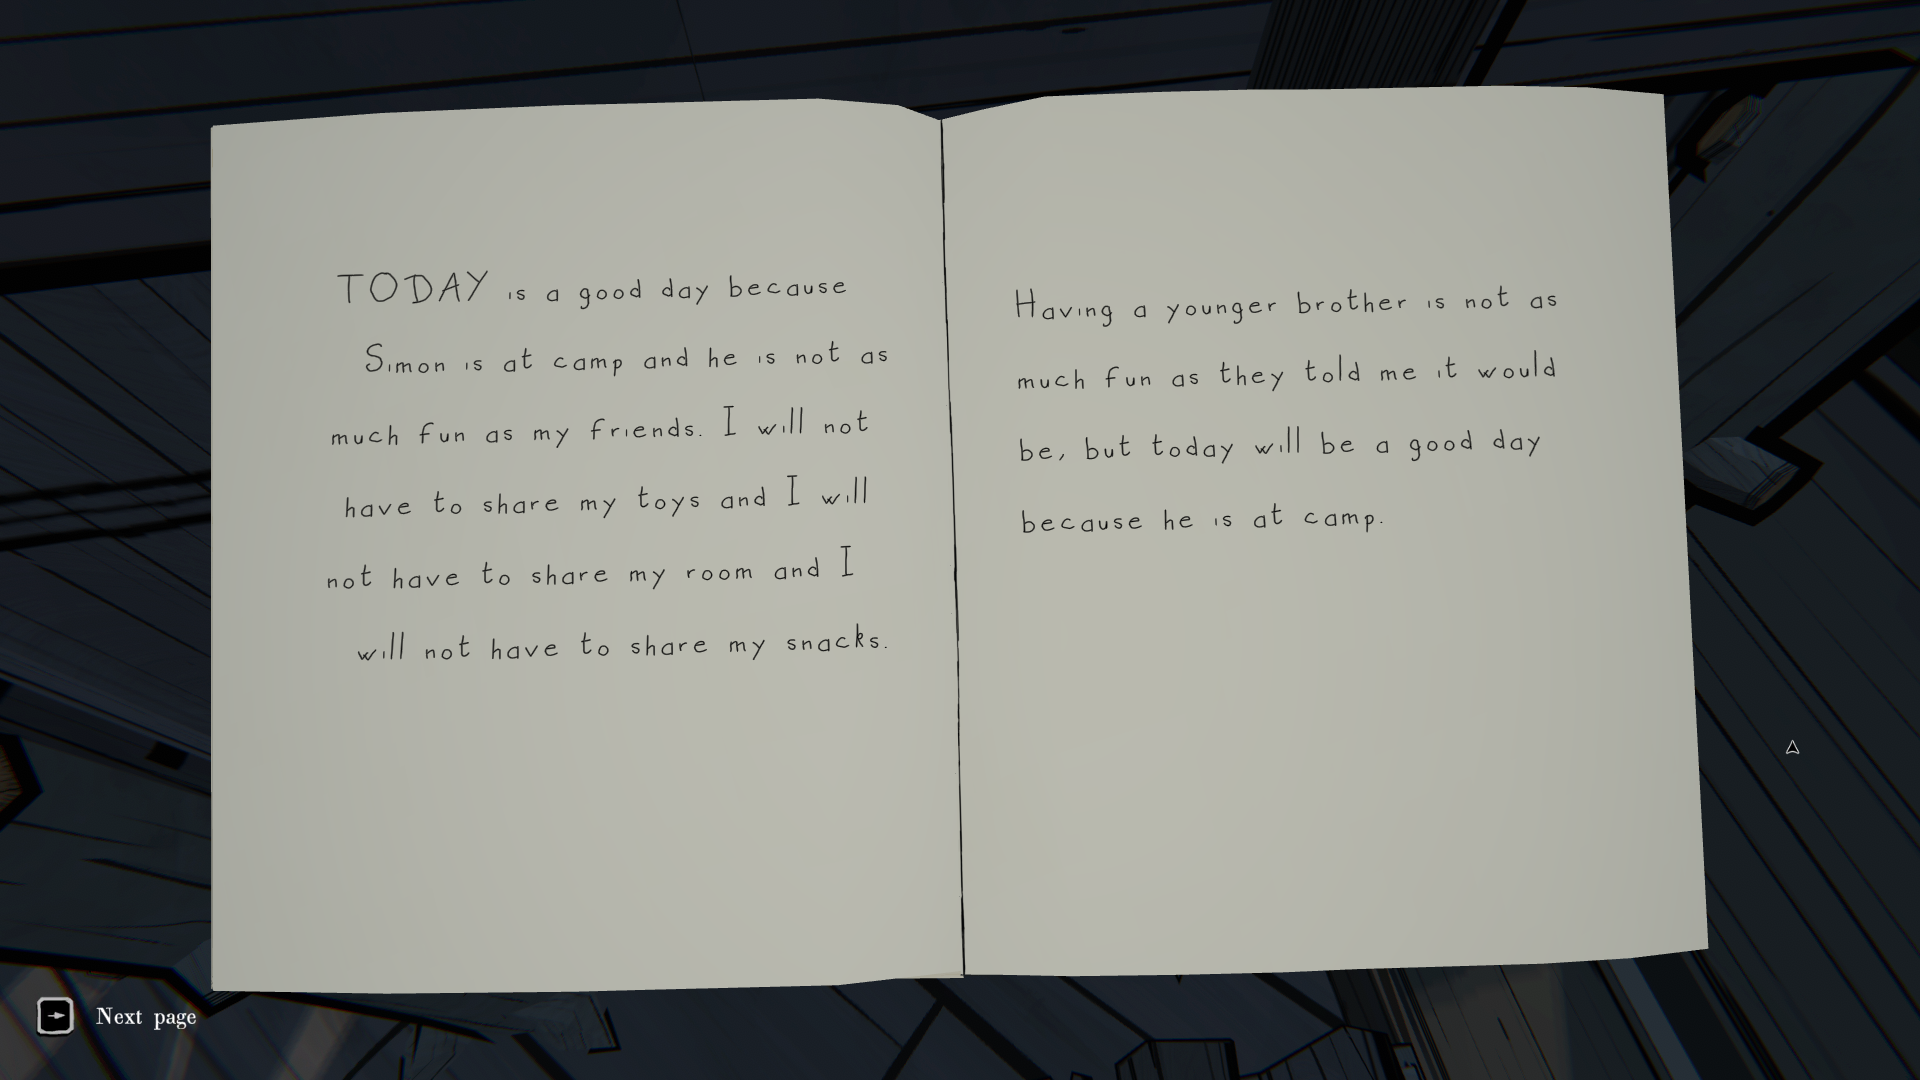 TODAY is a good day because
Simon is at camp and he is not as
much fun as my friends. I will not
have to share my toys and I will
not have to share my room and I
will not have to share my snacks.
Having a younger brother is not as
much fun as they told me it would
be, but today will be a good day
because he is at camp.
Next page